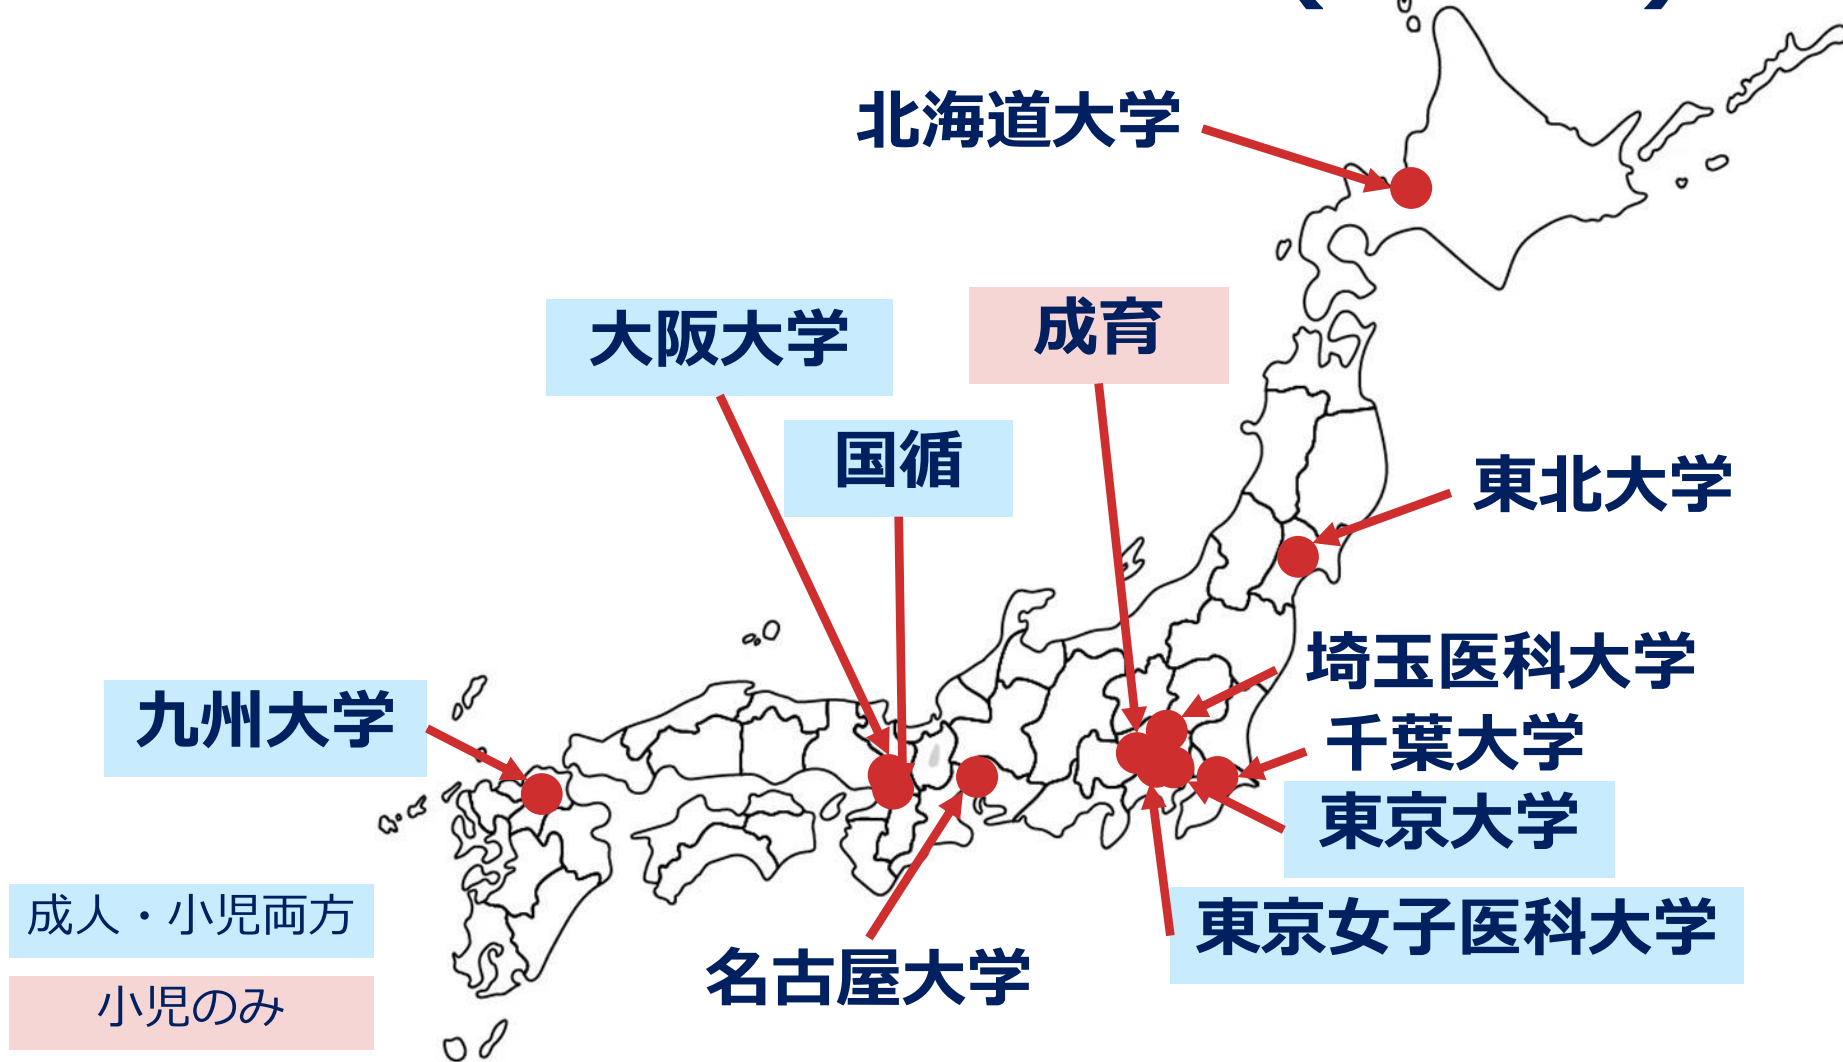 北海道大学
大阪大学
成育
国循
東北大学
埼玉医科大学
九州大学
千葉大学
東京大学
成人・小児両方
東京女子医科大学
名古屋大学
小児のみ